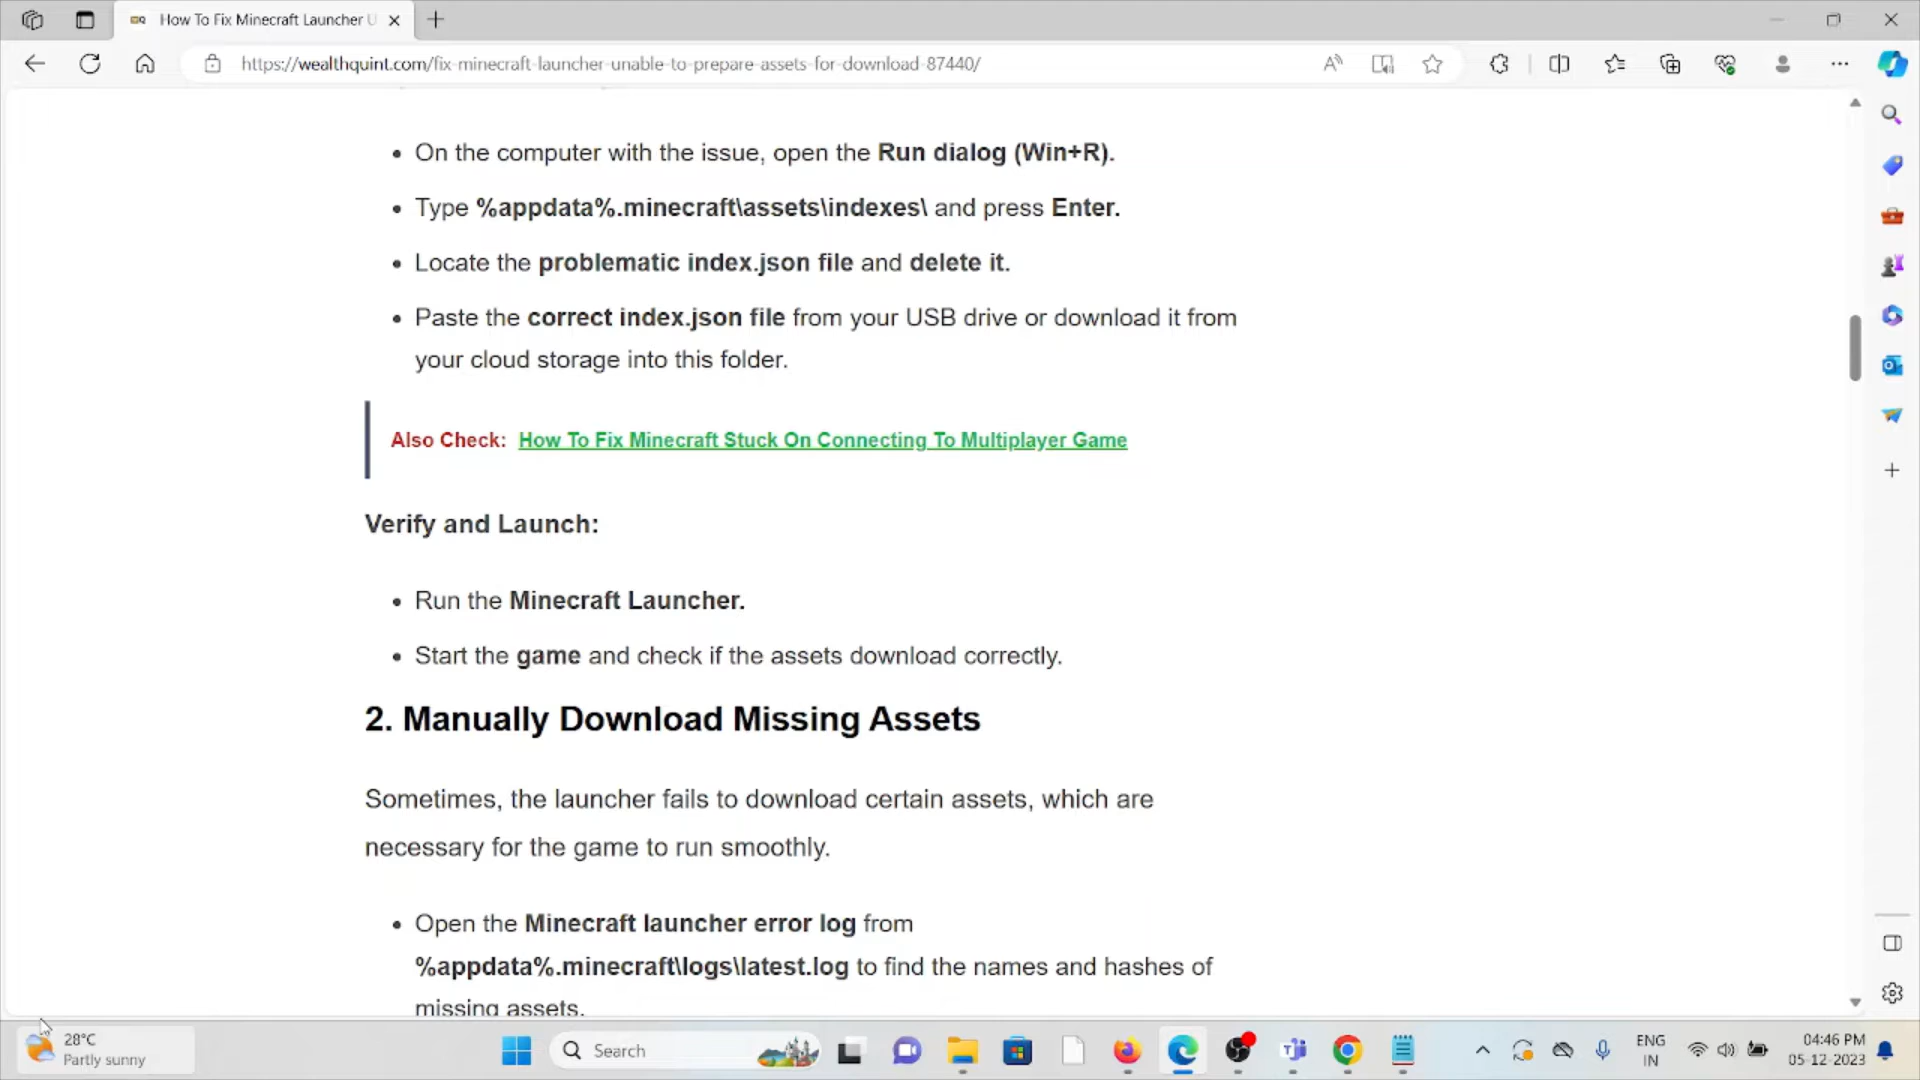 How To Fix Minecraft Launcher U
https://wealthquint.com/fix-minecraft-launcher-unable-to-prepare-assets-for-download-87440/
• On the computer with the issue, open the Run dialog (Win+R).
• Type %appdata%.minecraft\assets\indexes\ and press Enter.
• Locate the problematic index.json file and delete it.
• Paste the correct index.json file from your USB drive or download it from
your cloud storage into this folder.
Also Check: How To Fix Minecraft Stuck On Connecting To Multiplayer Game
Verify and Launch:
• Run the Minecraft Launcher.
• Start the game and check if the assets download correctly.
2. Manually Download Missing Assets
Sometimes, the launcher fails to download certain assets, which are
necessary for the game to run smoothly.
• Open the Minecraft launcher error log from
%appdata%.minecraft\logs\latest.log to find the names and hashes of
missing assets.
28°C
Partly sunny
Search
ENG
IN
04:46 PM
05-12-2023